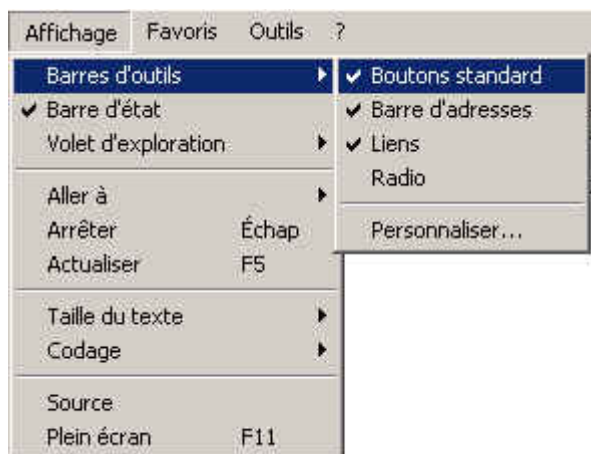 Affichage Favoris Outils ?
Barres d'outils
✔ Barre d'état
Volet d'exploration
Aller à
Arrêter Échap
Actualiser F5
Taille du texte
Codage
Source
Plein écran F11
✔ Boutons standard
✔ Barre d'adresses
✔ Liens
Radio
Personnaliser...